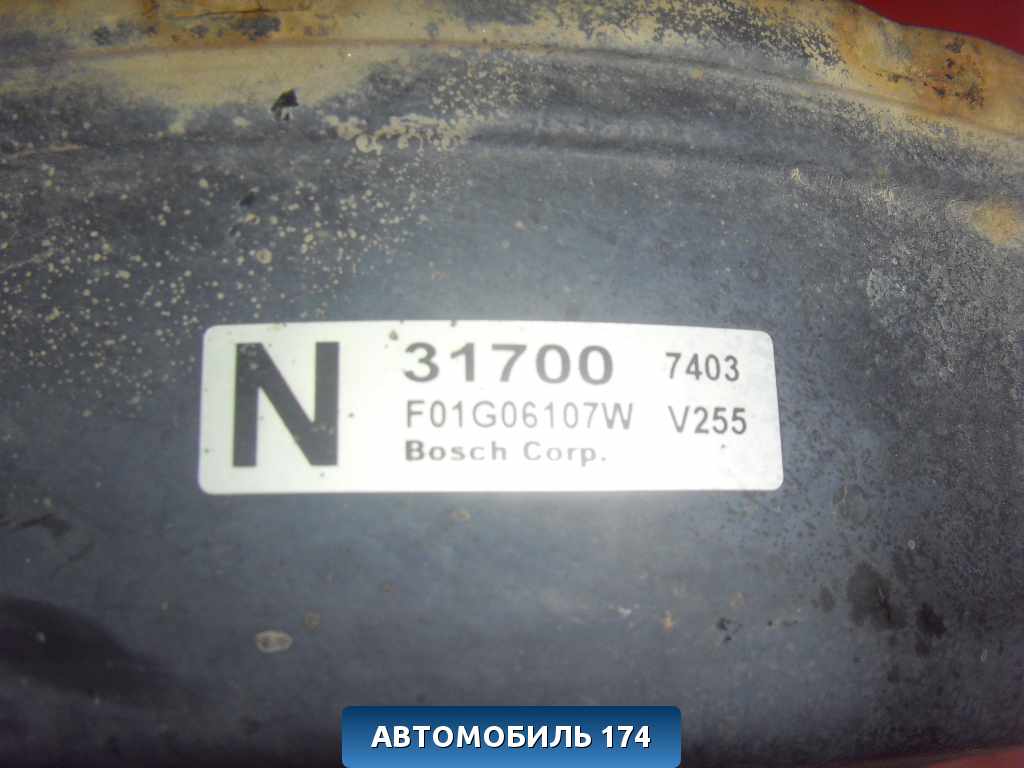 N
31700 7403
F01G06107W V255
Bosch Corp.
АВТОМОБИЛЬ 174